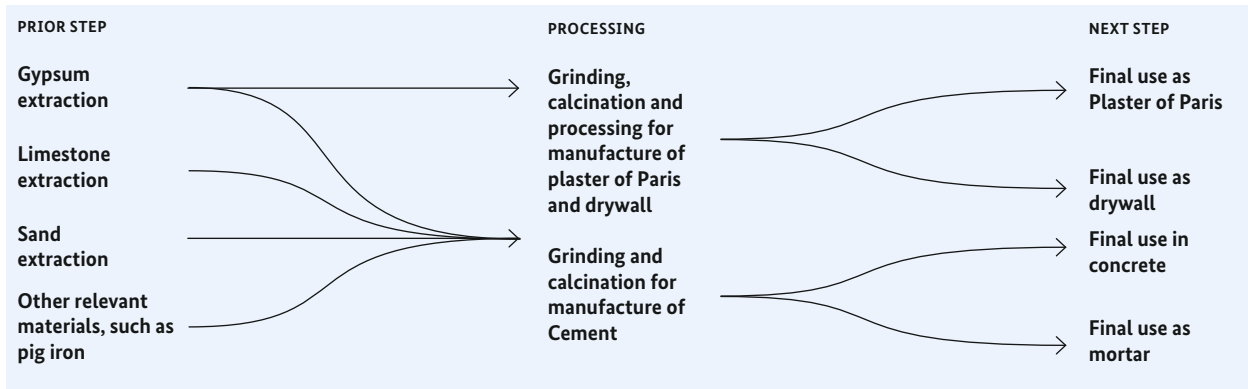 PRIOR STEP
Gypsum
extraction
Limestone
extraction
Sand
extraction
Other relevant
materials, such as
pig iron
PROCESSING
Grinding,
calcination and
processing for
manufacture of
plaster of Paris
and drywall
Grinding and
calcination for
manufacture of
Cement
NEXT STEP
Final use as
Plaster of Paris
Final use as
drywall
Final use in
concrete
Final use as
mortar